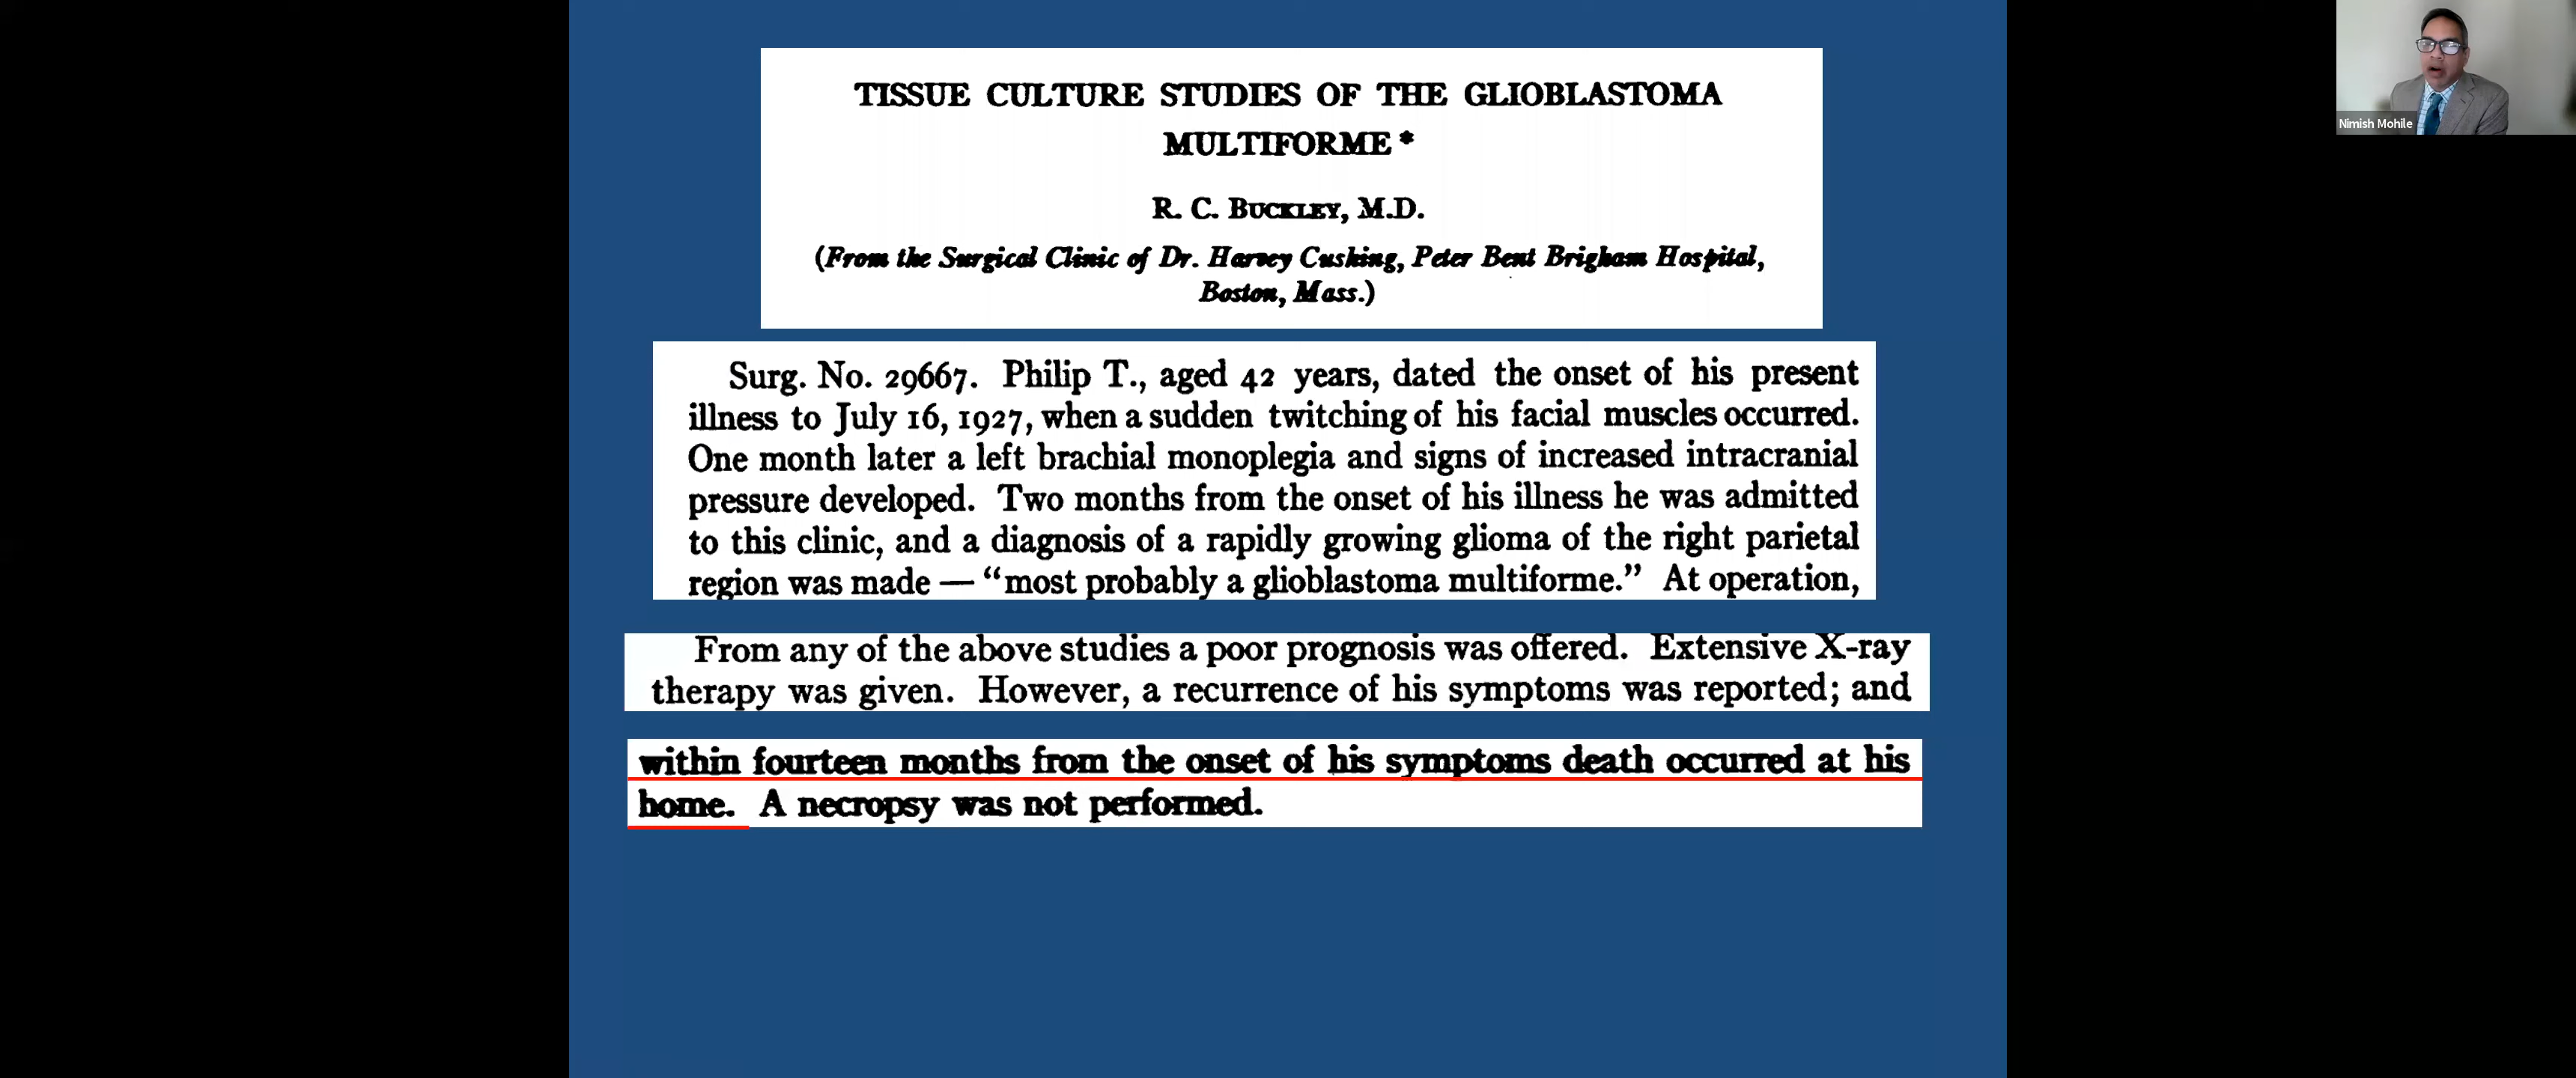 TISSUE CULTURE STUDIES OF THE GLIOBLASTOMA
MULTIFORME *
R. C. BUCKLEY, M.D.
(From the Surgical Clinic of Dr. Harvey Cushing, Peter Bent Brigham Hospital,
Boston, Mass.)
Nimish Mohile
Surg. No. 29667. Philip T., aged 42 years, dated the onset of his present
illness to July 16, 1927, when a sudden twitching of his facial muscles occurred.
One month later a left brachial monoplegia and signs of increased intracranial
pressure developed. Two months from the onset of his illness he was admitted
to this clinic, and a diagnosis of a rapidly growing glioma of the right parietal
region was made — “most probably a glioblastoma multiforme.” At operation,
From any of the above studies a poor prognosis was offered. Extensive X-ray
therapy was given. However, a recurrence of his symptoms was reported; and
within fourteen months from the onset of his symptoms death occurred at his
home. A necropsy was not performed.